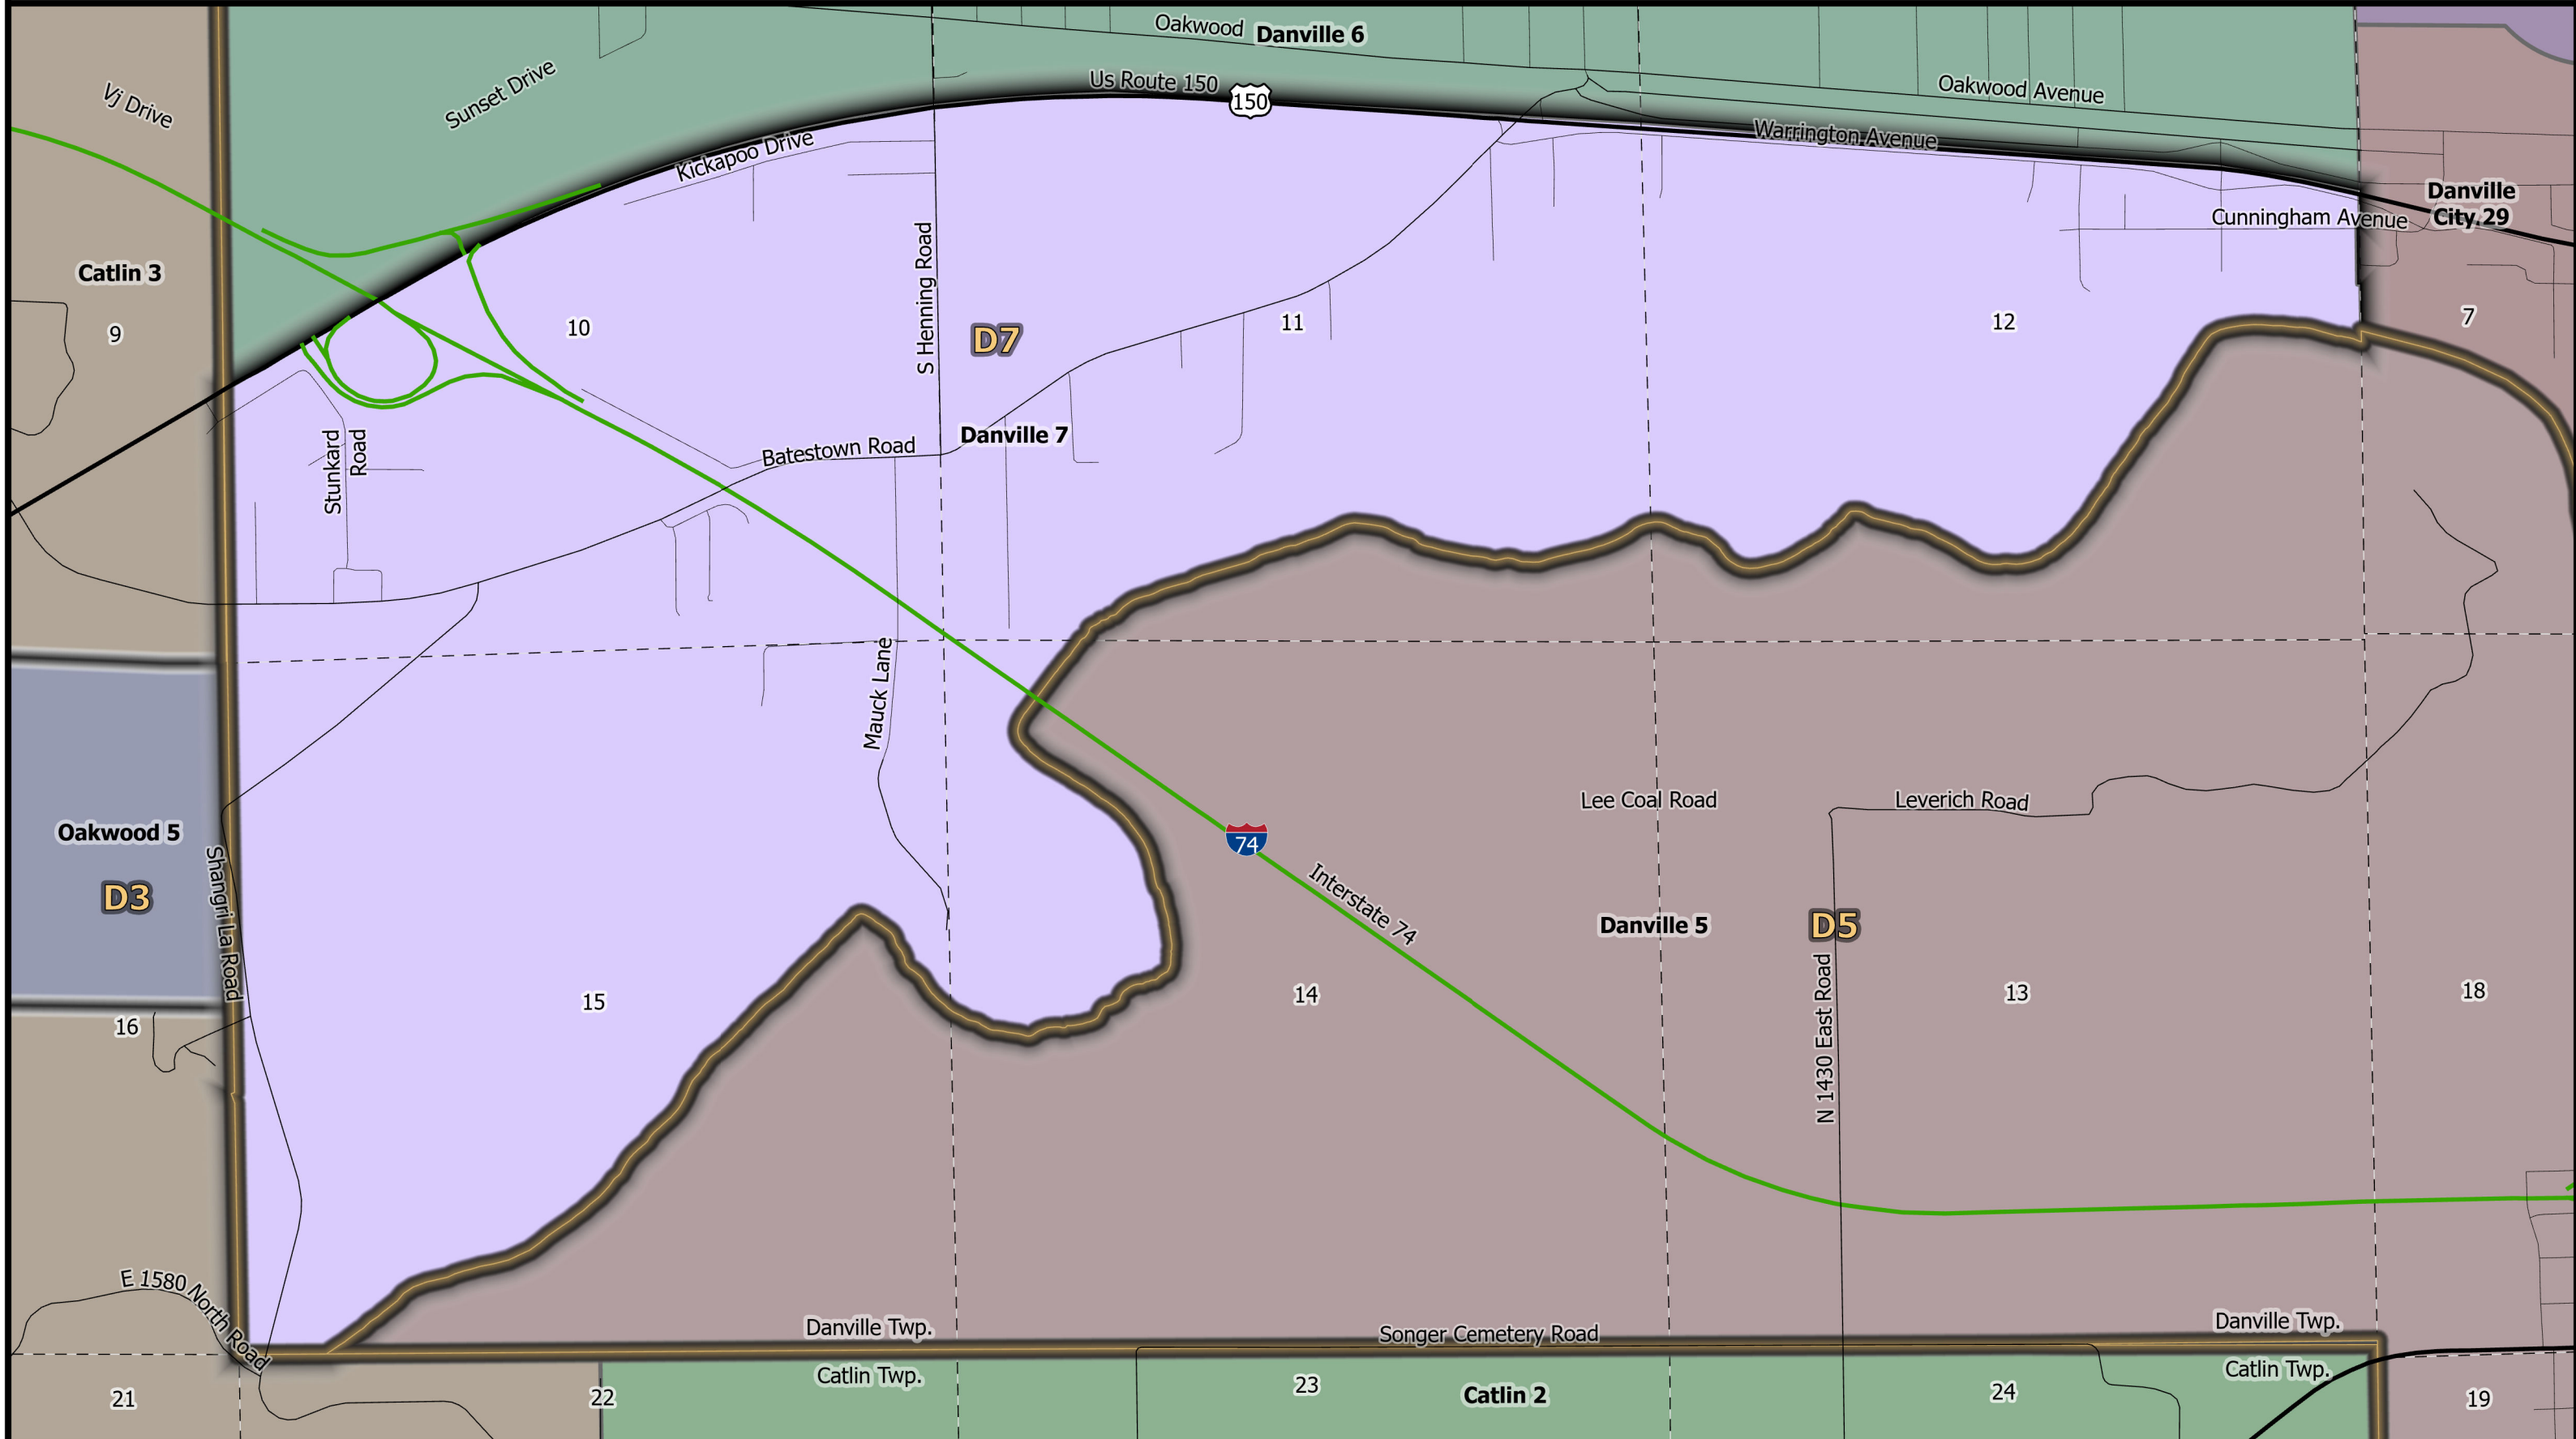 Oakwood
Danville 6
Us Route 150
150
Vj Drive
Sunset Drive
Oakwood Avenue
Warrington Avenue
Kickapoo Drive
Danville
City 29
Cunningham Avenue
Catlin 3
9
10
S Henning Road
D7
11
12
7
Stunkard
Road
Batestown Road
Danville 7
Mauck Lane
Oakwood 5
D3
Shangri La Road
74
Interstate 74
Lee Coal Road
Leverich Road
Danville 5
D5
N 1430 East Road
15
14
13
18
16
E 1580 North Road
Danville Twp.
Songer Cemetery Road
Danville Twp.
Catlin Twp.
Catlin Twp.
21
22
23
Catlin 2
24
19